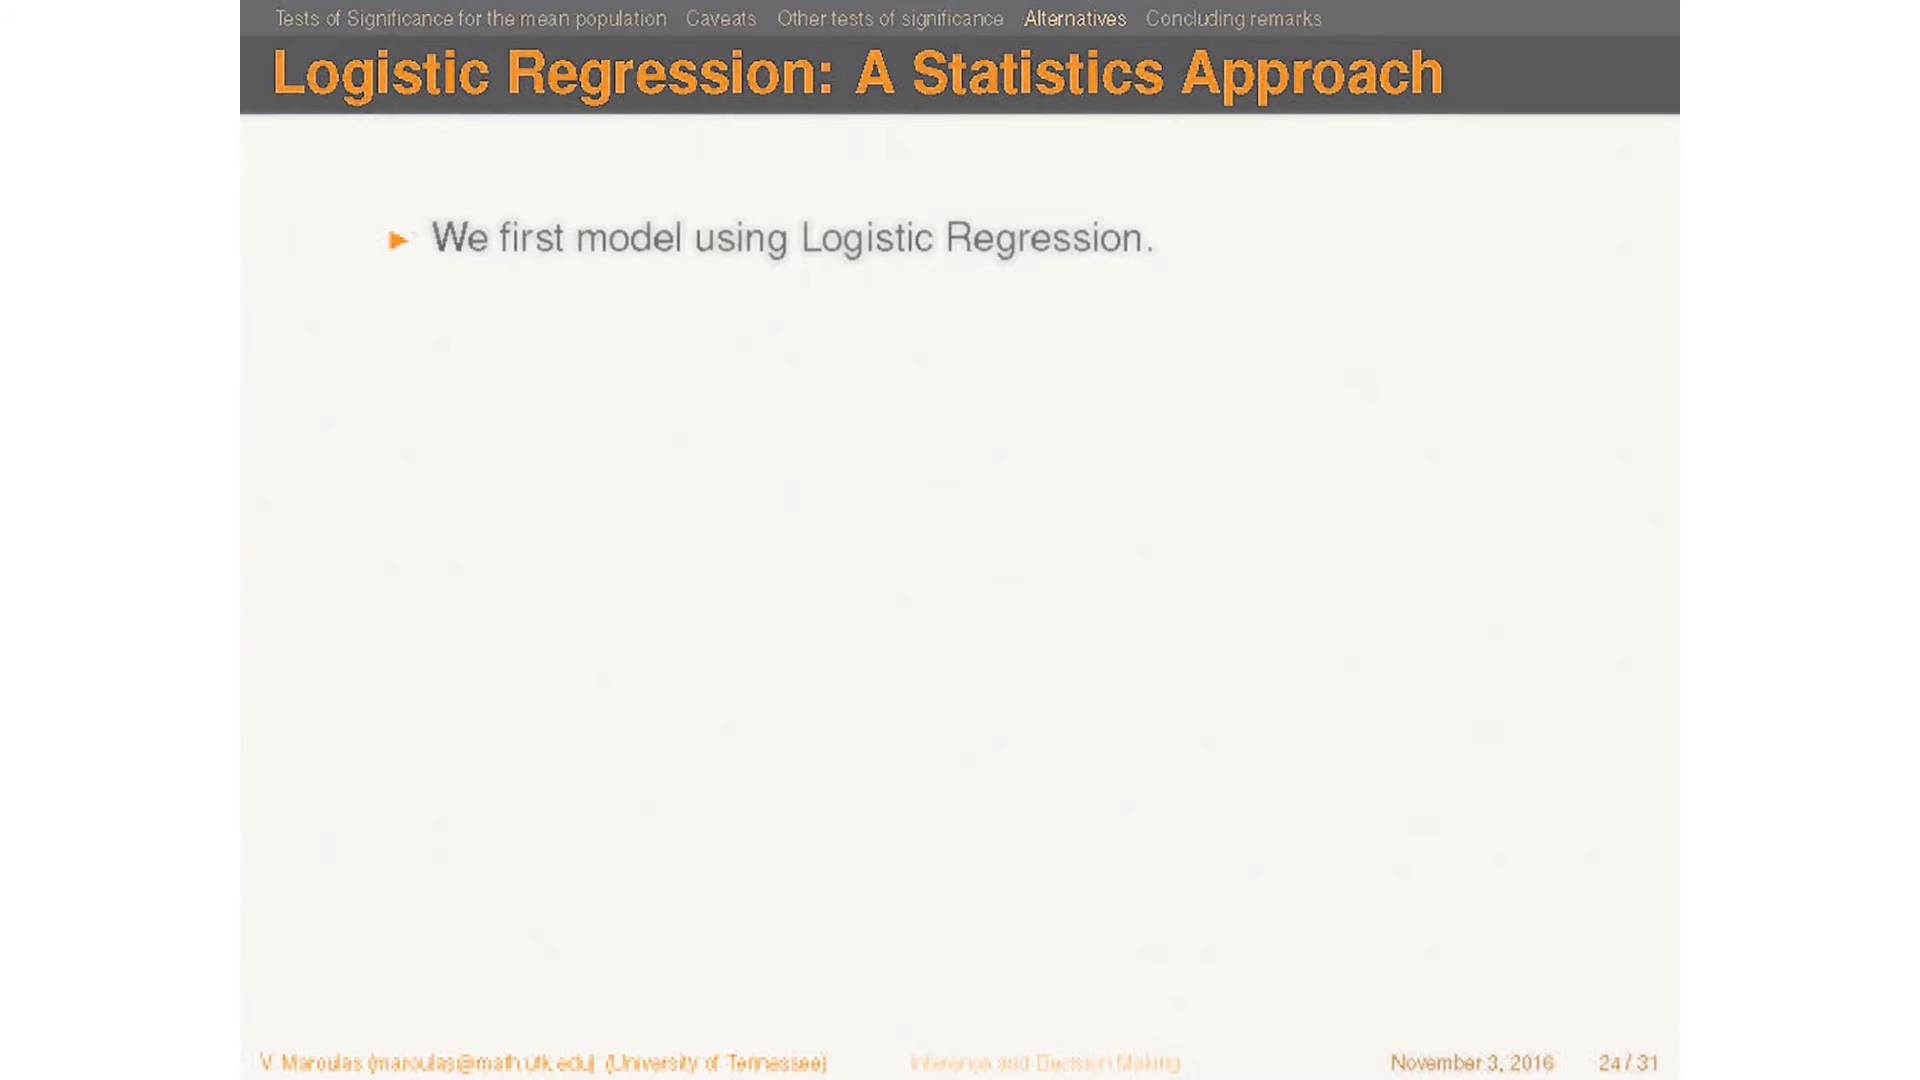 Tests of Significance for the mean population Caveats Other tests of significance Alternatives Concluding remarks
Logistic Regression: A Statistics Approach
► We first model using Logistic Regression.
V. Maroulas (maroulas@math.utk.edu) (University of Tennessee) Inference and Decision Making November 3, 2016 24 / 31